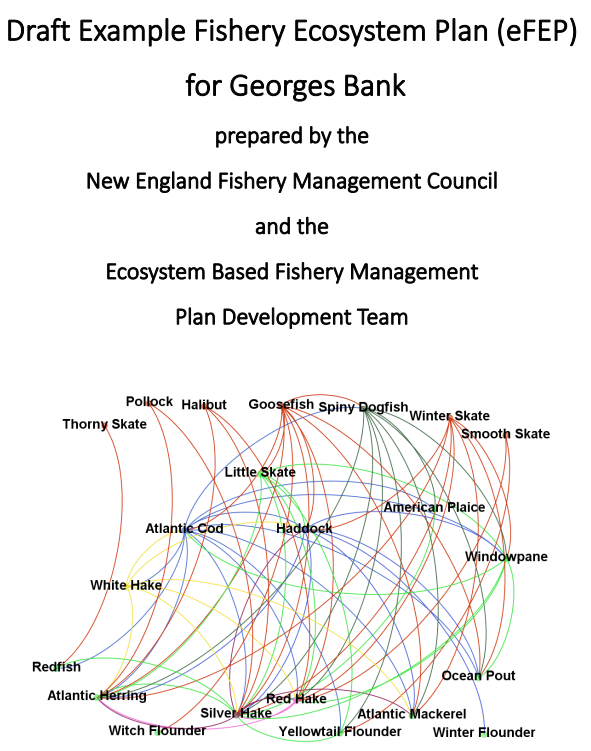 Draft Example Fishery Ecosystem Plan (eFEP)
for Georges Bank
prepared by the
New England Fishery Management Council
and the
Ecosystem Based Fishery Management
Plan Development Team
Pollock
Halibut
Goosefish
Spiny Dogfish
Winter Skate
Thorny Skate
Smooth Skate
Little Skate
American Plaice
Atlantic Cod
Haddock
Windowpane
White Hake
Redfish
Ocean Pout
Atlantic Herring
Red Hake
Silver Hake
Atlantic Mackerel
Witch Flounder
Yellowtail Flounder
Winter Flounder